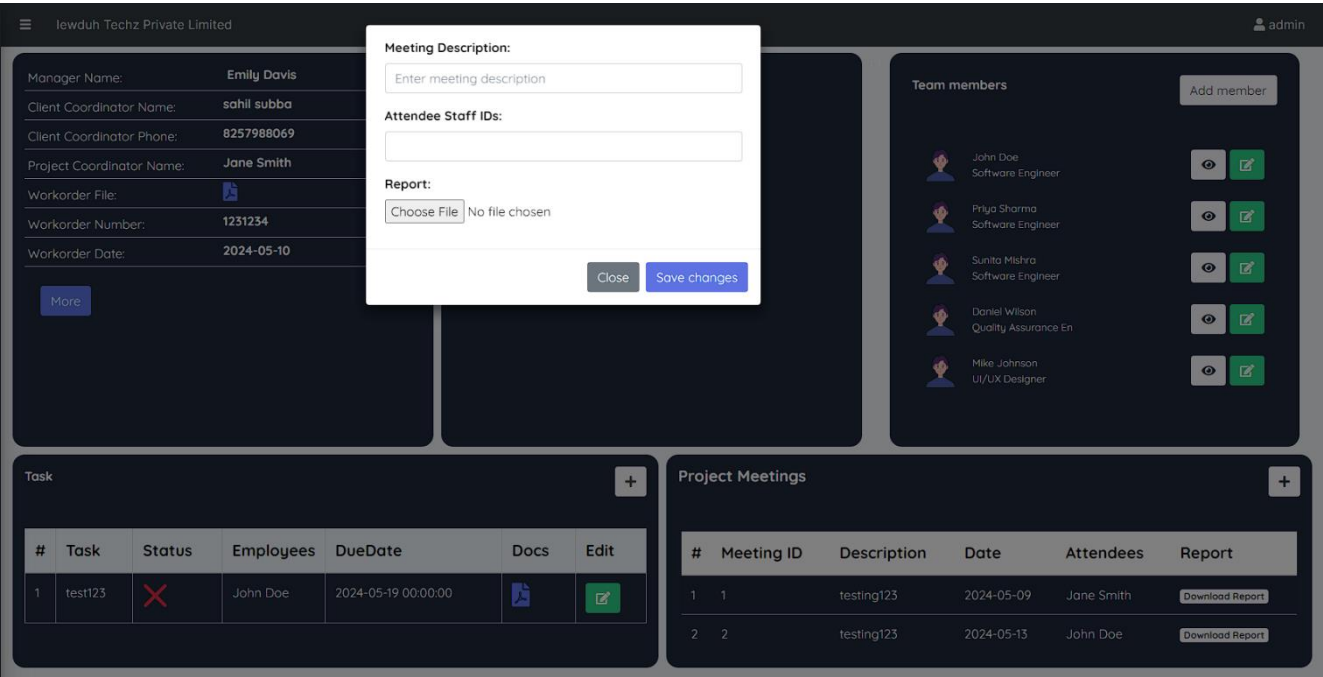 Iewduh Techz Private Limited
admin
Meeting Description:
Enter meeting description
Attendee Staff IDs:
Report:
Choose File No file chosen
Close Save changes
Manager Name: Emily Davis
Client Coordinator Name: sahil subba
Client Coordinator Phone: 8257988069
Project Coordinator Name: Jane Smith
Workorder File:
Workorder Number: 1231234
Workorder Date: 2024-05-10
More
Team members Add member
John Doe
Software Engineer
Priya Sharma
Software Engineer
Sunita Mishra
Software Engineer
Daniel Wilson
Quality Assurance En
Mike Johnson
UI/UX Designer
Task +
# Task Status Employees DueDate Docs Edit
1 test123 John Doe 2024-05-19 00:00:00
Project Meetings +
# Meeting ID Description Date Attendees Report
1 1 testing123 2024-05-09 Jane Smith Download Report
2 2 testing123 2024-05-13 John Doe Download Report